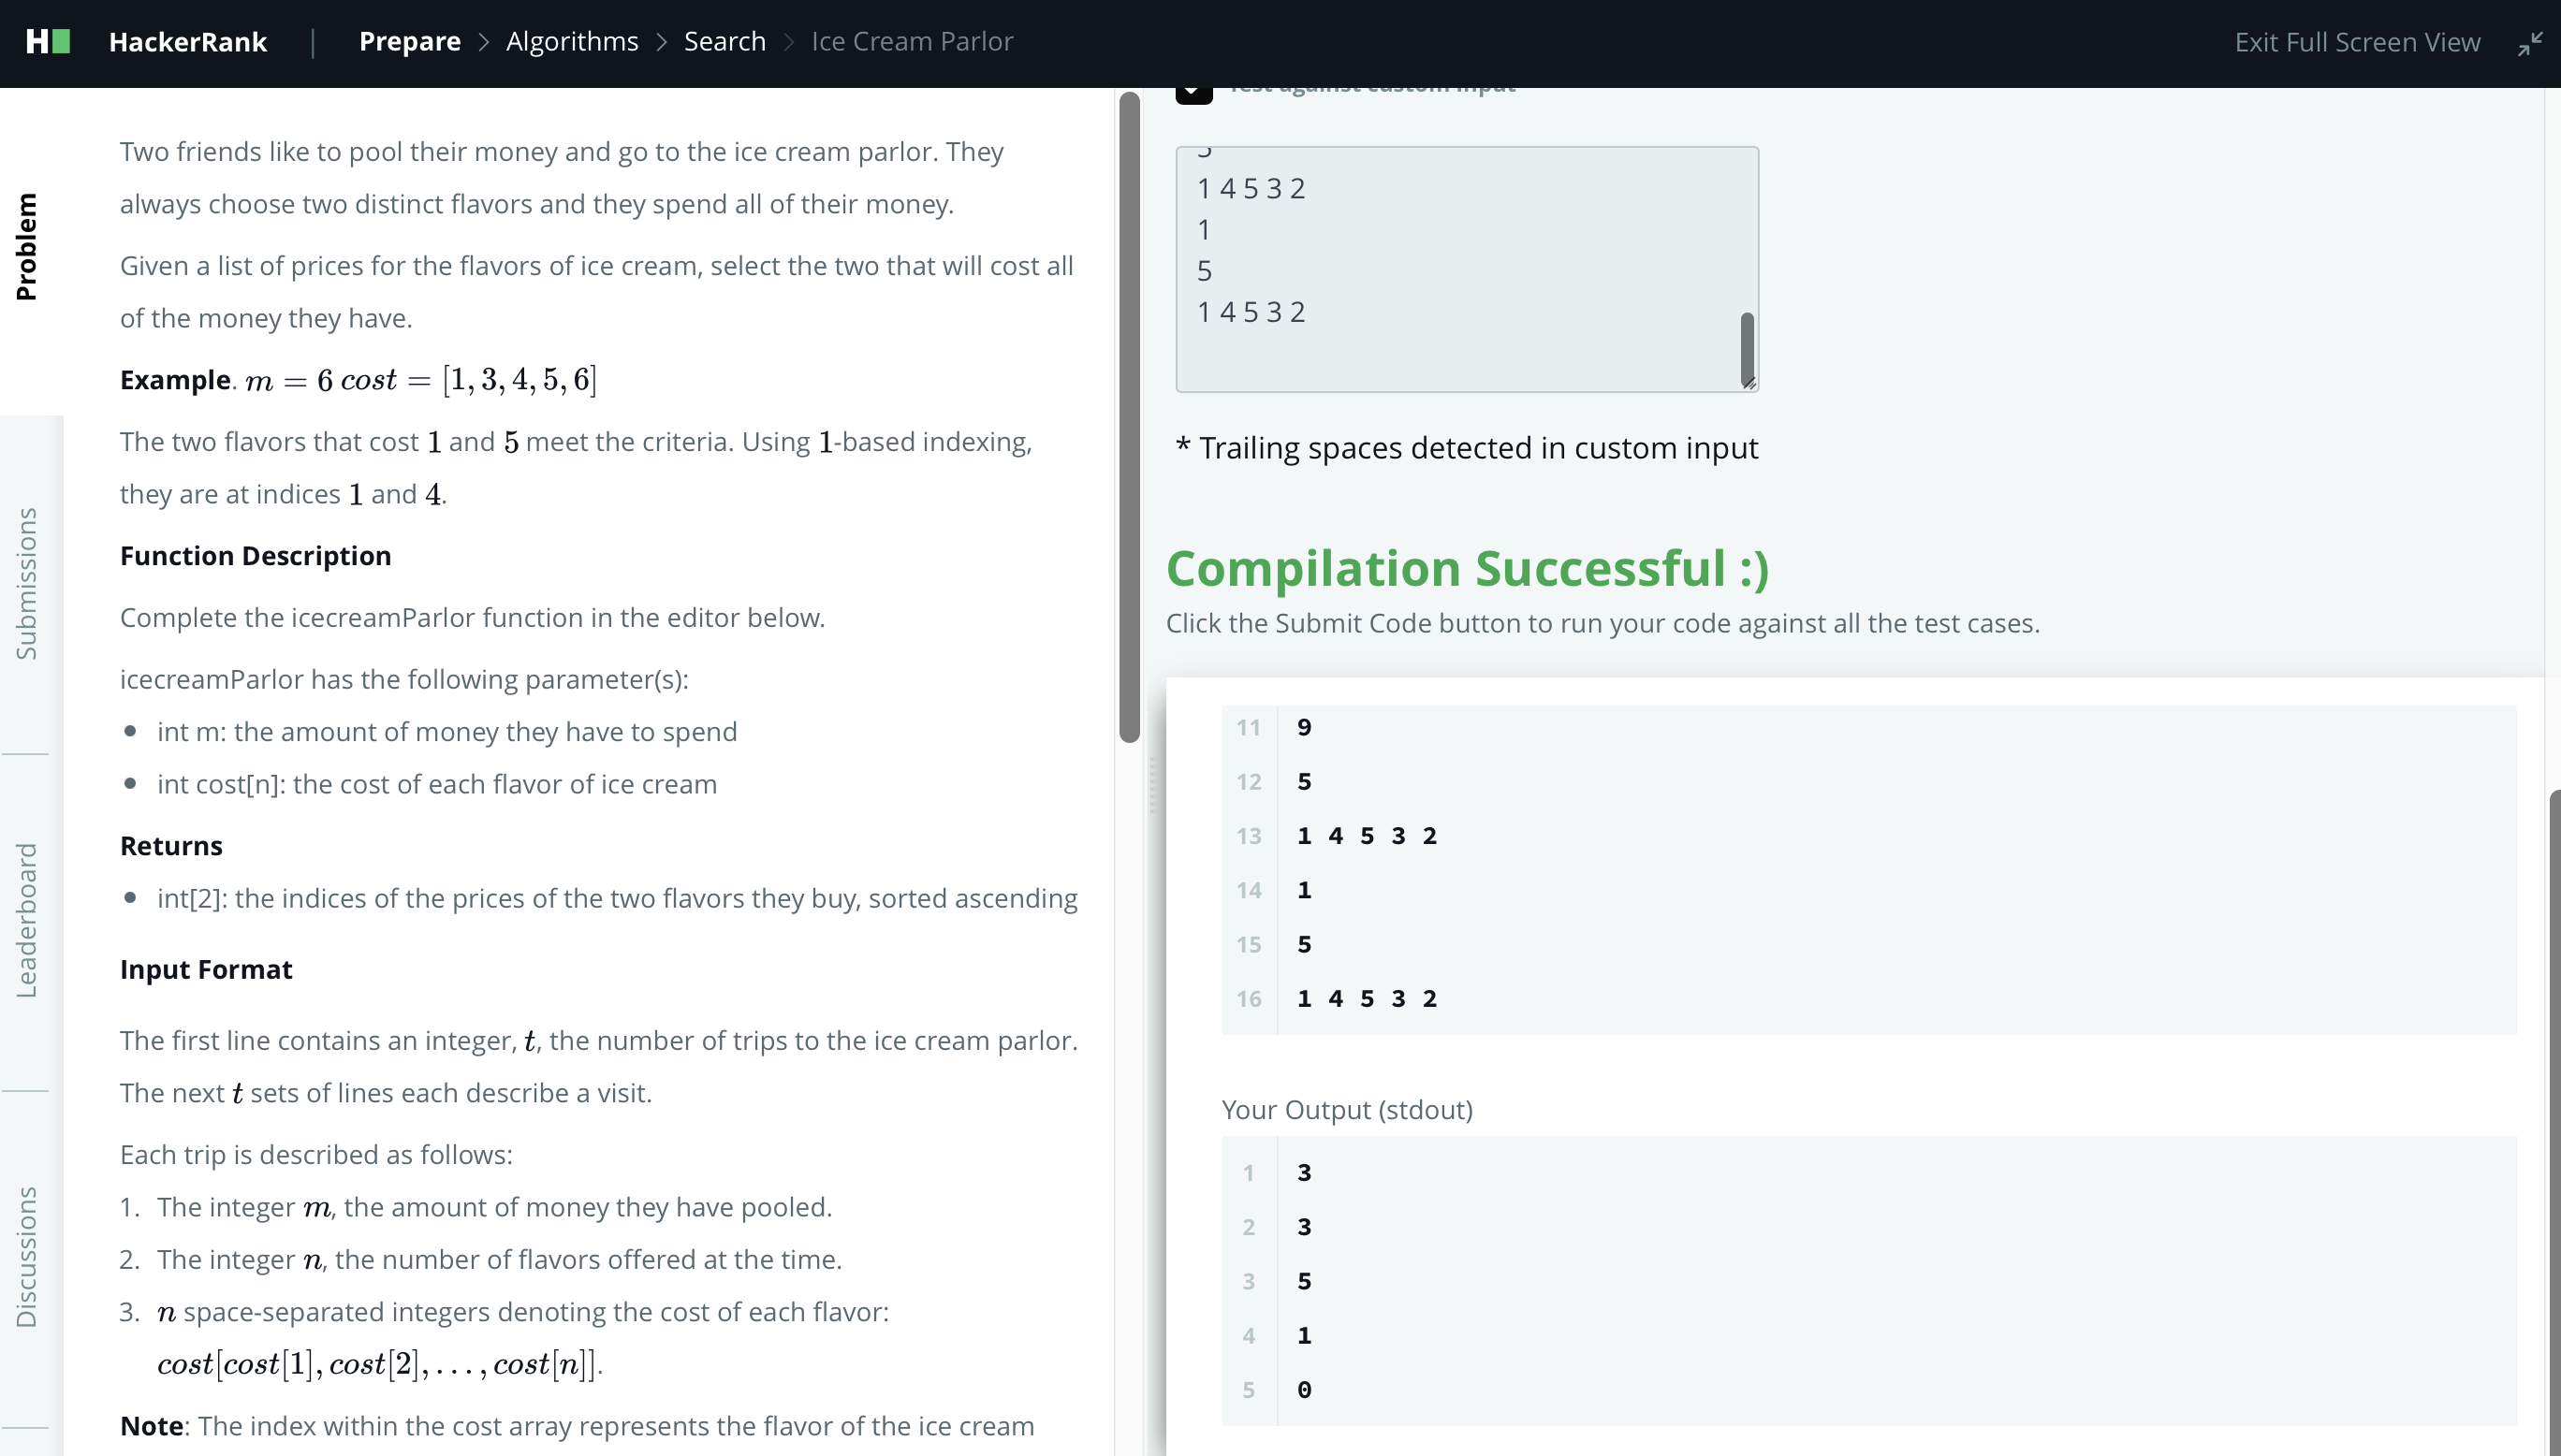 HackerRank | Prepare > Algorithms > Search > Ice Cream Parlor
Exit Full Screen View
Problem
Submissions
Leaderboard
Discussions
Two friends like to pool their money and go to the ice cream parlor. They
always choose two distinct flavors and they spend all of their money.
Given a list of prices for the flavors of ice cream, select the two that will cost all
of the money they have.
Example. m = 6 cost = [1, 3, 4, 5, 6]
The two flavors that cost 1 and 5 meet the criteria. Using 1-based indexing,
they are at indices 1 and 4.
Function Description
Complete the icecreamParlor function in the editor below.
icecreamParlor has the following parameter(s):
• int m: the amount of money they have to spend
• int cost[n]: the cost of each flavor of ice cream
Returns
• int[2]: the indices of the prices of the two flavors they buy, sorted ascending
Input Format
The first line contains an integer, t, the number of trips to the ice cream parlor.
The next t sets of lines each describe a visit.
Each trip is described as follows:
1. The integer m, the amount of money they have pooled.
2. The integer n, the number of flavors offered at the time.
3. n space-separated integers denoting the cost of each flavor:
cost[cost[1], cost[2], . . . , cost[n]].
Note: The index within the cost array represents the flavor of the ice cream
Test against custom input
1 4 5 3 2
1
5
1 4 5 3 2
* Trailing spaces detected in custom input
Compilation Successful :)
Click the Submit Code button to run your code against all the test cases.
11 9
12 5
13 1 4 5 3 2
14 1
15 5
16 1 4 5 3 2
Your Output (stdout)
1 3
2 3
3 5
4 1
5 0